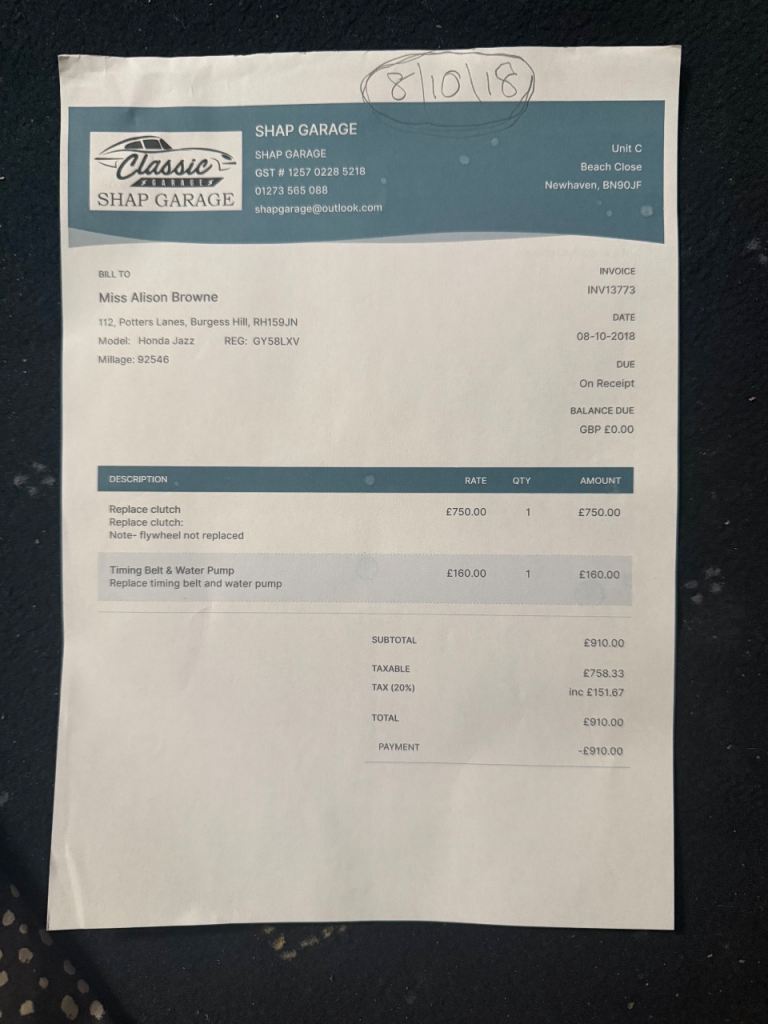 8/10/18
Classic
GARAGES
SHAP GARAGE
SHAP GARAGE
SHAP GARAGE
GST # 1257 0228 5218
01273 565 088
shapgarage@outlook.com
Unit C
Beach Close
Newhaven, BN90JF
BILL TO
Miss Alison Browne
112, Potters Lanes, Burgess Hill, RH159JN
Model: Honda Jazz REG: GY58LXV
Millage: 92546
INVOICE
INV13773
DATE
08-10-2018
DUE
On Receipt
BALANCE DUE
GBP £0.00
DESCRIPTION RATE QTY AMOUNT
Replace clutch £750.00 1 £750.00
Replace clutch:
Note- flywheel not replaced
Timing Belt & Water Pump £160.00 1 £160.00
Replace timing belt and water pump
SUBTOTAL £910.00
TAXABLE £758.33
TAX (20%) inc £151.67
TOTAL £910.00
PAYMENT -£910.00